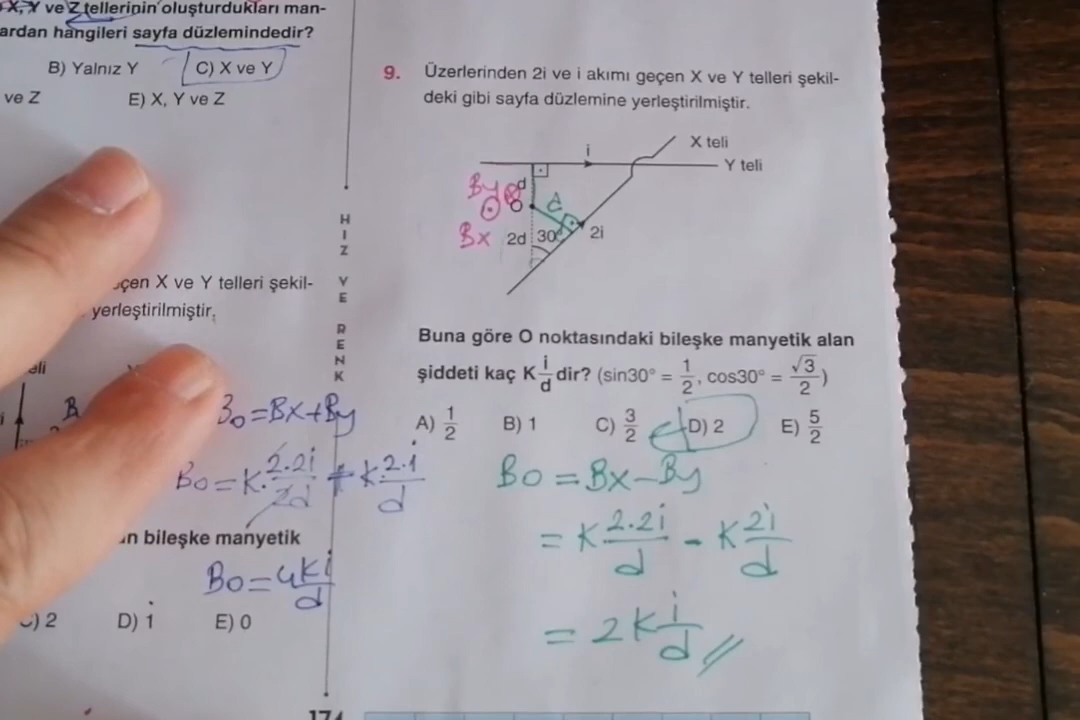 X, Y ve Z tellerinin oluşturdukları man-
ardan hangileri sayfa düzlemindedir?
B) Yalnız Y
C) X ve Y
ve Z
E) X, Y ve Z
çen X ve Y telleri şekil-
yerleştirilmiştir.
eli
i
B
B₀=Bx+By
B₀=K.2.2i/2d+K2.i/d
n bileşke manyetik
B₀=4Ki/d
C) 2
D) 1
E) 0
HIZ VE RENK
174
9. Üzerlerinden 2i ve i akımı geçen X ve Y telleri şekil-
deki gibi sayfa düzlemine yerleştirilmiştir.
X teli
i
Y teli
By
d
O
d
Bx
2d
30°
2i
Buna göre O noktasındaki bileşke manyetik alan
şiddeti kaç K i/d dir? (sin30° = 1/2, cos30° = √3/2)
A) 1/2
B) 1
C) 3/2
D) 2
E) 5/2
B₀ = Bx-By
= K 2.2i/d - K 2i/d
= 2K i/d //